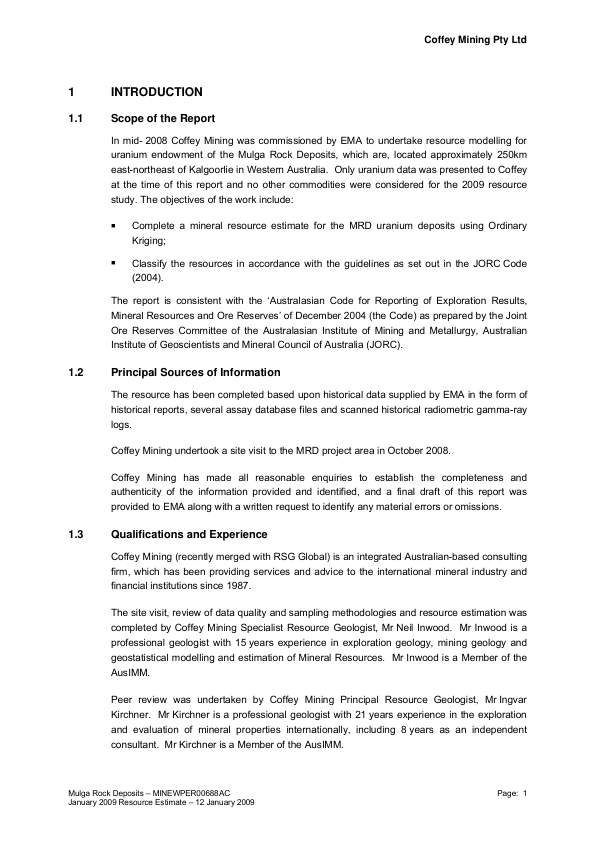 Coffey Mining Pty Ltd
1 INTRODUCTION
1.1 Scope of the Report
In mid- 2008 Coffey Mining was commissioned by EMA to undertake resource modelling for
uranium endowment of the Mulga Rock Deposits, which are, located approximately 250km
east-northeast of Kalgoorlie in Western Australia. Only uranium data was presented to Coffey
at the time of this report and no other commodities were considered for the 2009 resource
study. The objectives of the work include:
▪ Complete a mineral resource estimate for the MRD uranium deposits using Ordinary
Kriging;
▪ Classify the resources in accordance with the guidelines as set out in the JORC Code
(2004).
The report is consistent with the ‘Australasian Code for Reporting of Exploration Results,
Mineral Resources and Ore Reserves’ of December 2004 (the Code) as prepared by the Joint
Ore Reserves Committee of the Australasian Institute of Mining and Metallurgy, Australian
Institute of Geoscientists and Mineral Council of Australia (JORC).
1.2 Principal Sources of Information
The resource has been completed based upon historical data supplied by EMA in the form of
historical reports, several assay database files and scanned historical radiometric gamma-ray
logs.
Coffey Mining undertook a site visit to the MRD project area in October 2008.
Coffey Mining has made all reasonable enquiries to establish the completeness and
authenticity of the information provided and identified, and a final draft of this report was
provided to EMA along with a written request to identify any material errors or omissions.
1.3 Qualifications and Experience
Coffey Mining (recently merged with RSG Global) is an integrated Australian-based consulting
firm, which has been providing services and advice to the international mineral industry and
financial institutions since 1987.
The site visit, review of data quality and sampling methodologies and resource estimation was
completed by Coffey Mining Specialist Resource Geologist, Mr Neil Inwood. Mr Inwood is a
professional geologist with 15 years experience in exploration geology, mining geology and
geostatistical modelling and estimation of Mineral Resources. Mr Inwood is a Member of the
AusIMM.
Peer review was undertaken by Coffey Mining Principal Resource Geologist, Mr Ingvar
Kirchner. Mr Kirchner is a professional geologist with 21 years experience in the exploration
and evaluation of mineral properties internationally, including 8 years as an independent
consultant. Mr Kirchner is a Member of the AusIMM.
Mulga Rock Deposits – MINEWPER00688AC Page: 1
January 2009 Resource Estimate – 12 January 2009